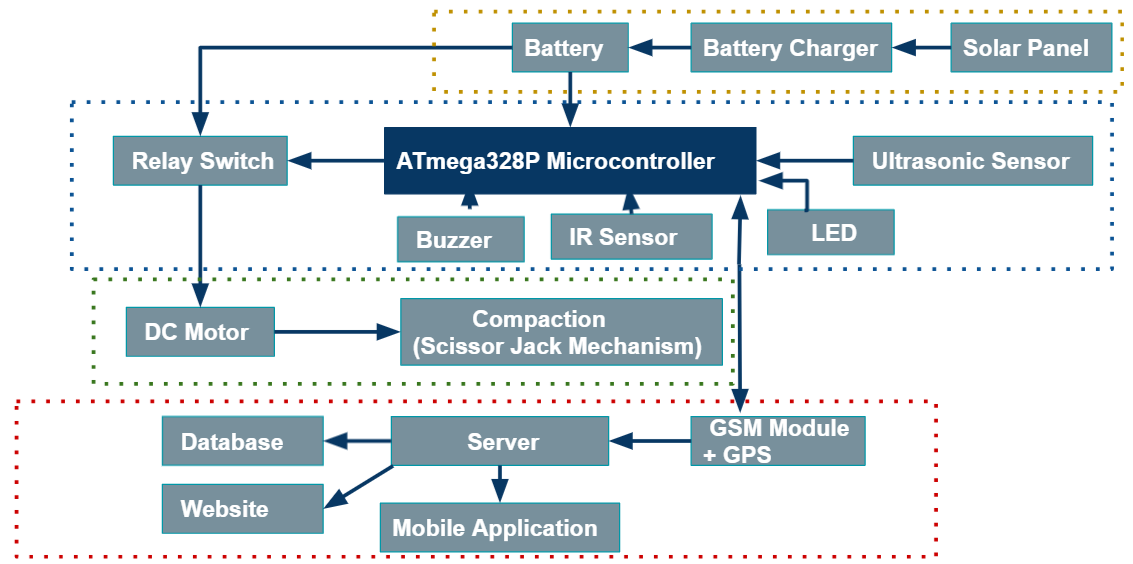 Battery
Battery Charger
Solar Panel
Relay Switch
ATmega328P Microcontroller
Ultrasonic Sensor
Buzzer
IR Sensor
LED
DC Motor
Compaction
(Scissor Jack Mechanism)
Database
Server
GSM Module
+ GPS
Website
Mobile Application